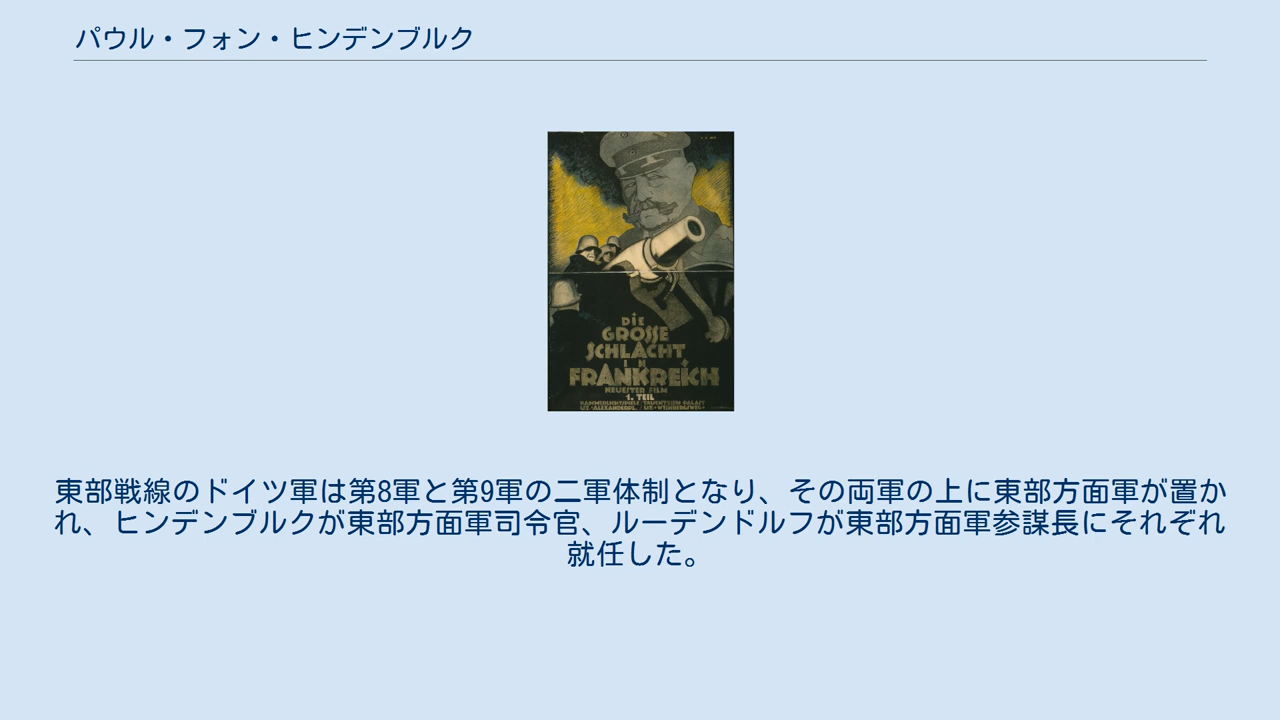 パウル・フォン・ヒンデンブルク
DIE
GROSSE
SCHLACHT
IN
FRANKREICH
NEUESTER FILM
1. TEIL
東部戦線のドイツ軍は第8軍と第9軍の二軍体制となり、その両軍の上に東部方面軍が置か
れ、ヒンデンブルクが東部方面軍司令官、ルーデンドルフが東部方面軍参謀長にそれぞれ
就任した。